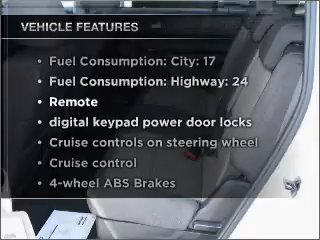 VEHICLE FEATURES
• Fuel Consumption: City: 17
• Fuel Consumption: Highway: 24
• Remote
• digital keypad power door locks
• Cruise controls on steering wheel
• Cruise control
• 4-wheel ABS Brakes